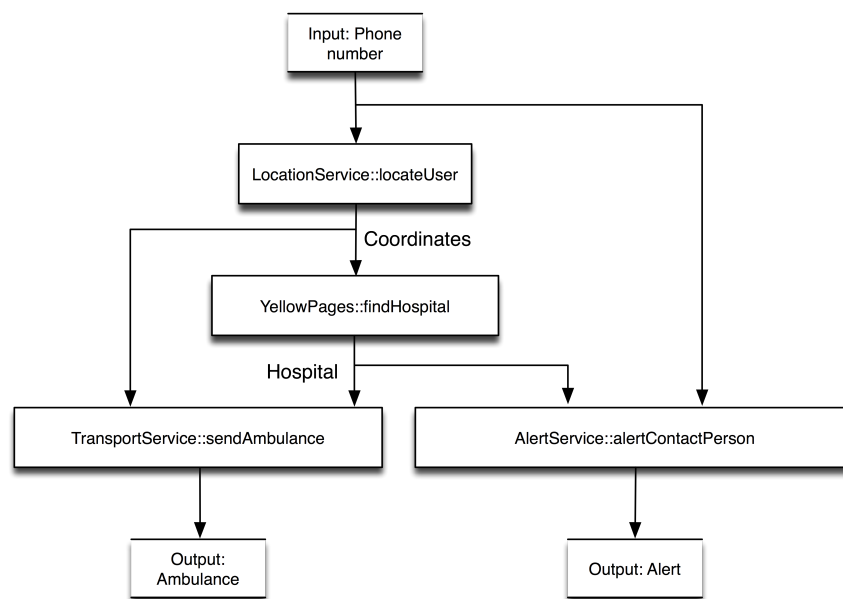 Input: Phone
number
LocationService::locateUser
Coordinates
YellowPages::findHospital
Hospital
TransportService::sendAmbulance
AlertService::alertContactPerson
Output:
Ambulance
Output: Alert